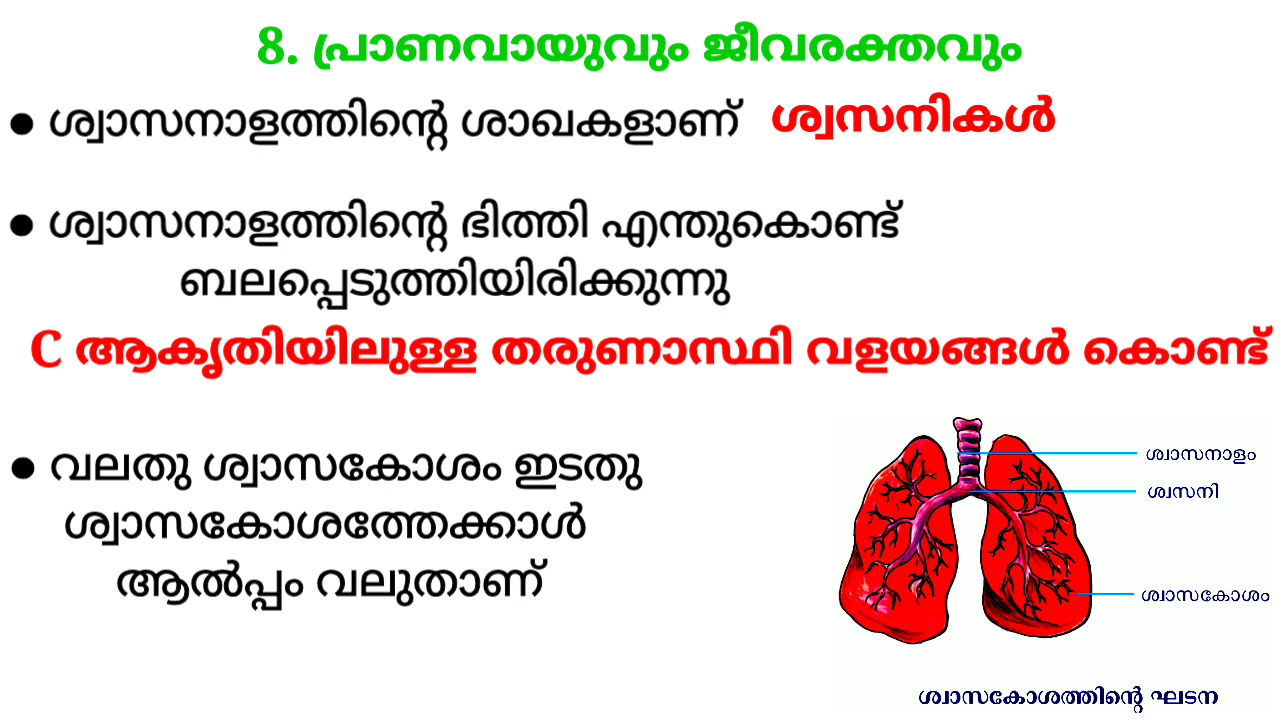 8. പ്രാണവായുവും ജീവരക്തവും
● ശ്വാസനാളത്തിന്റെ ശാഖകളാണ് ശ്വസനികൾ
● ശ്വാസനാളത്തിന്റെ ഭിത്തി എന്തുകൊണ്ട്
ബലപ്പെടുത്തിയിരിക്കുന്നു
C ആകൃതിയിലുള്ള തരുണാസ്ഥി വളയങ്ങൾ കൊണ്ട്
● വലതു ശ്വാസകോശം ഇടതു
ശ്വാസകോശത്തേക്കാൾ
ആൽപ്പം വലുതാണ്
ശ്വാസനാളം
ശ്വസനി
ശ്വാസകോശം
ശ്വാസകോശത്തിന്റെ ഘടന